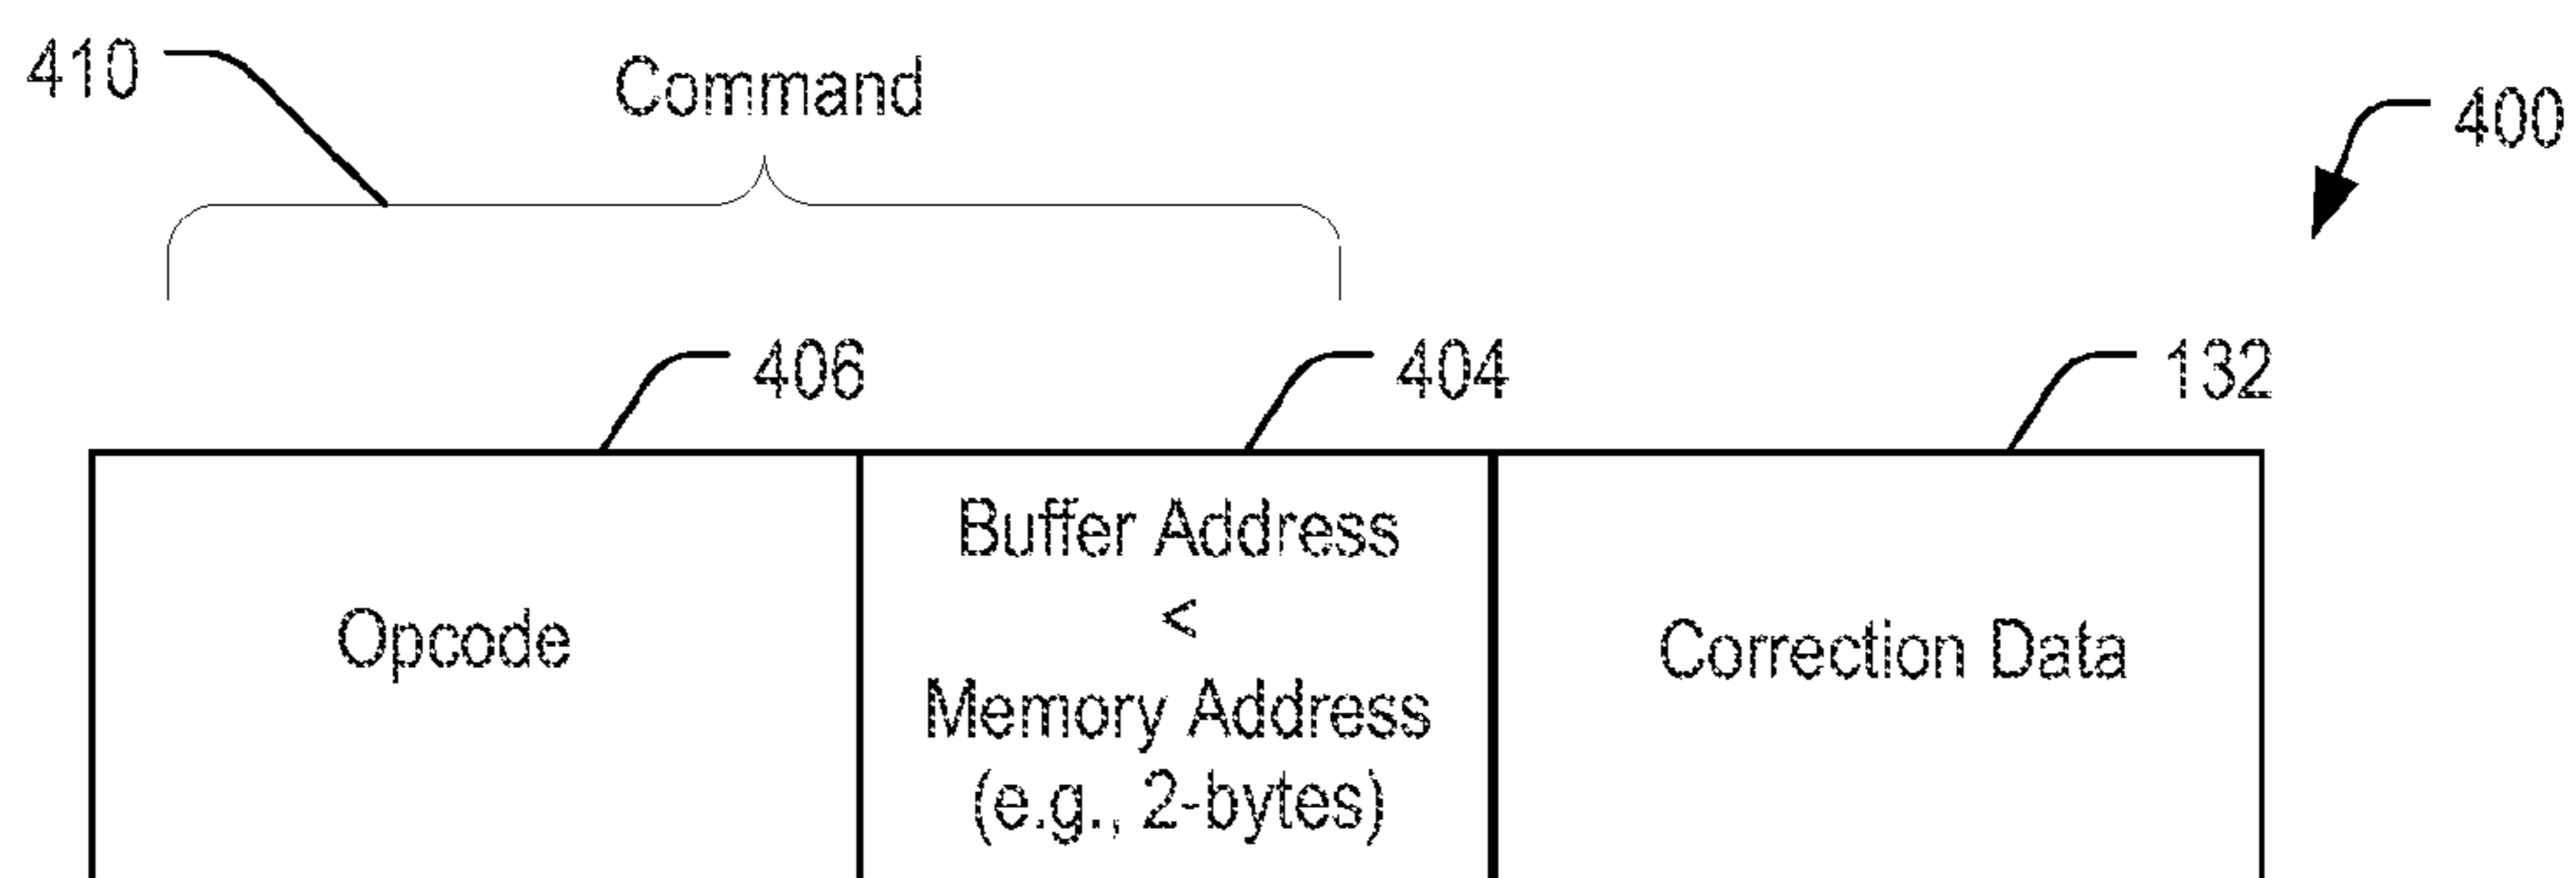 410
Command
400
406
404
132
Opcode
Buffer Address
<
Memory Address
(e.g., 2-bytes)
Correction Data